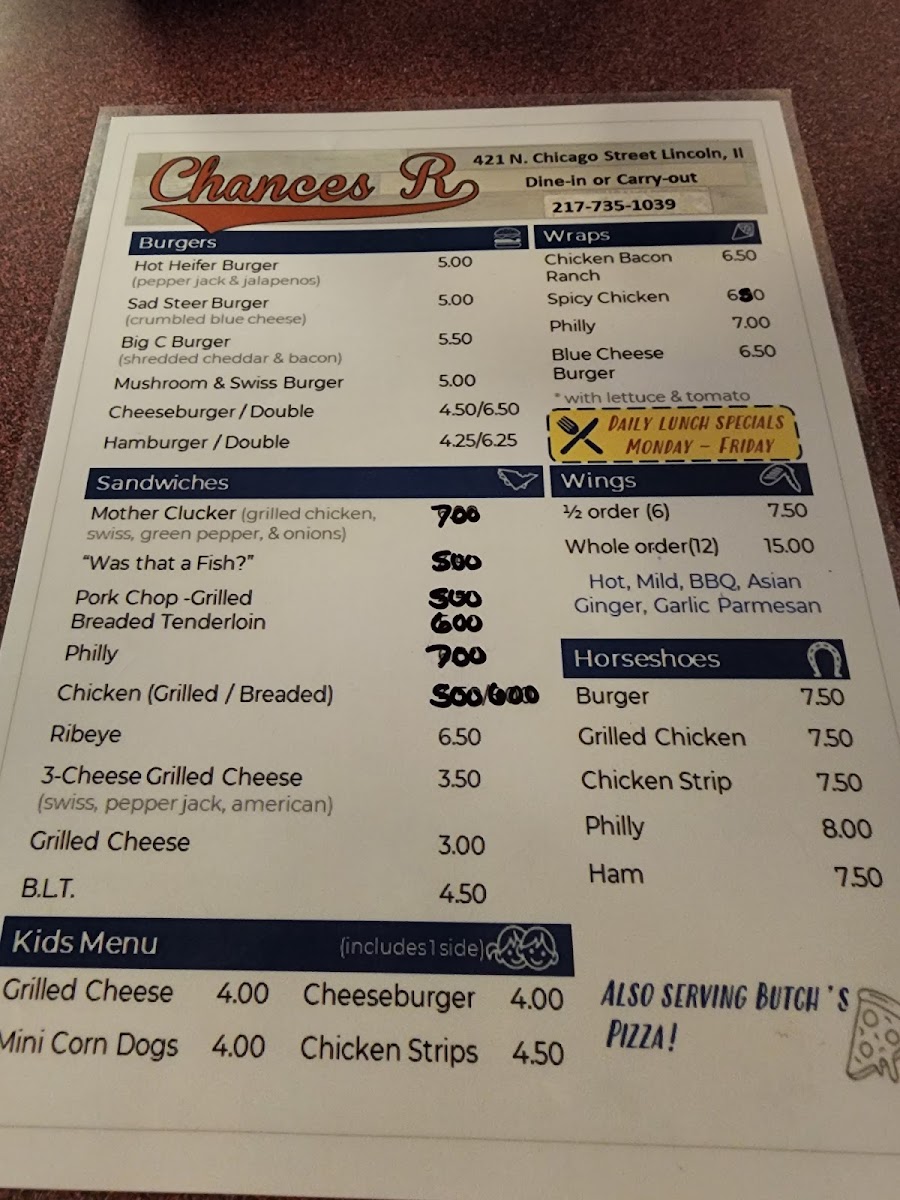 Chances R
421 N. Chicago Street Lincoln, Il
Dine-in or Carry-out
217-735-1039
Burgers
Hot Heifer Burger 5.00
(pepper jack & jalapenos)
Sad Steer Burger 5.00
(crumbled blue cheese)
Big C Burger 5.50
(shredded cheddar & bacon)
Mushroom & Swiss Burger 5.00
Cheeseburger / Double 4.50/6.50
Hamburger / Double 4.25/6.25
Wraps
Chicken Bacon 6.50
Ranch
Spicy Chicken 650
Philly 7.00
Blue Cheese 6.50
Burger
* with lettuce & tomato
Daily lunch specials
Monday – Friday
Sandwiches
Mother Clucker (grilled chicken, 700
swiss, green pepper, & onions)
"Was that a Fish?" 500
Pork Chop -Grilled 500
Breaded Tenderloin 600
Philly 700
Chicken (Grilled / Breaded) 500/600
Ribeye 6.50
3-Cheese Grilled Cheese 3.50
(swiss, pepper jack, american)
Grilled Cheese 3.00
B.L.T. 4.50
Wings
½ order (6) 7.50
Whole order(12) 15.00
Hot, Mild, BBQ, Asian
Ginger, Garlic Parmesan
Horseshoes
Burger 7.50
Grilled Chicken 7.50
Chicken Strip 7.50
Philly 8.00
Ham 7.50
Kids Menu (includes 1 side)
Grilled Cheese 4.00 Cheeseburger 4.00
Mini Corn Dogs 4.00 Chicken Strips 4.50
Also serving Butch's
Pizza!